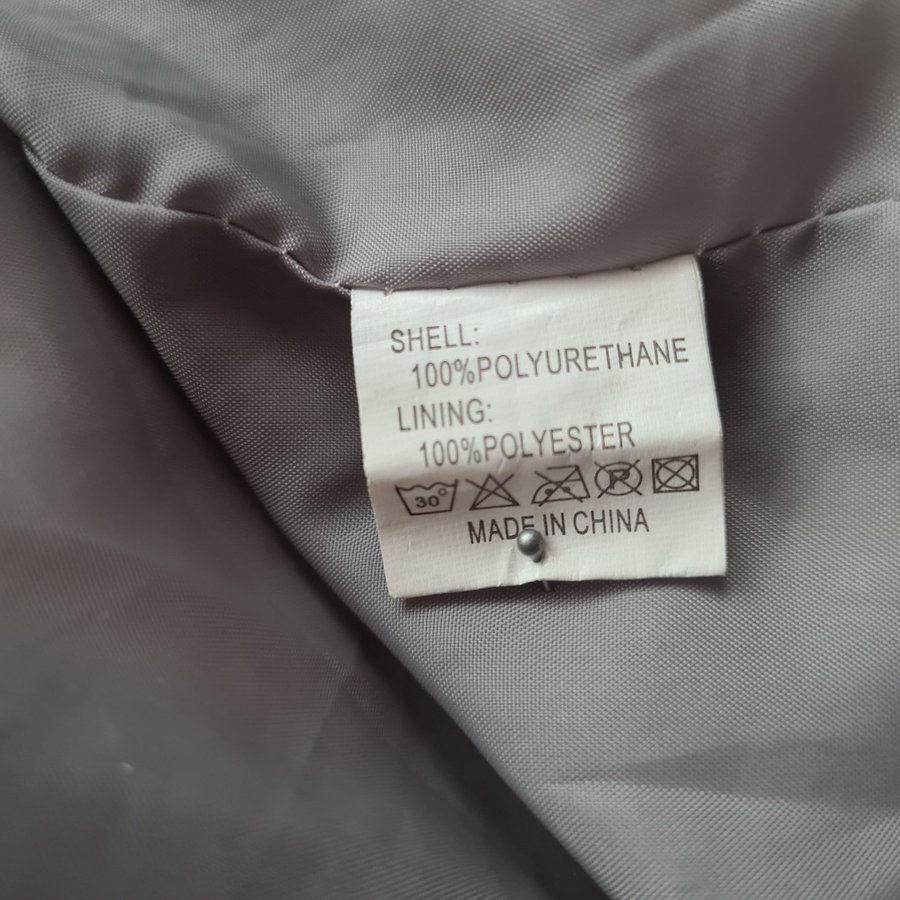 SHELL:
100%POLYURETHANE
LINING:
100%POLYESTER
30° P
MADE IN CHINA